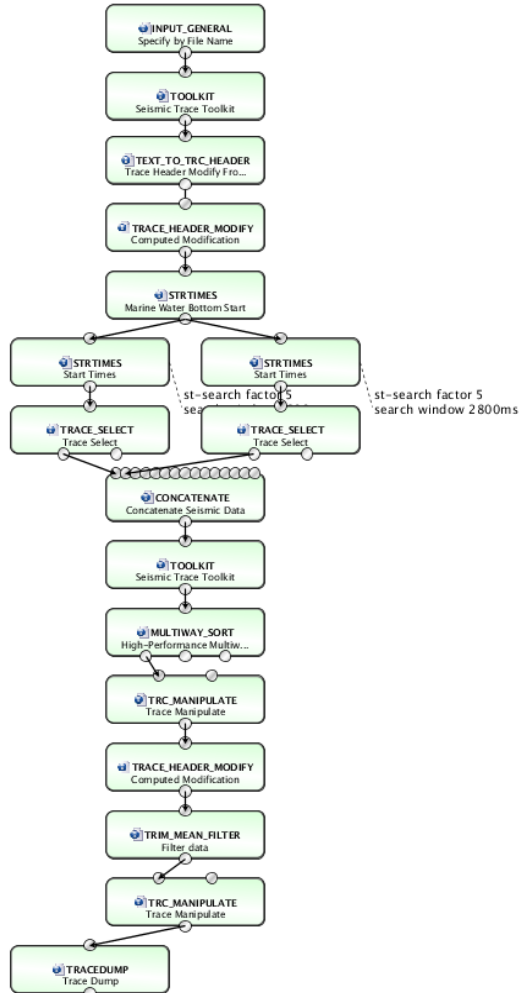 INPUT_GENERAL
Specify by File Name
TOOLKIT
Seismic Trace Toolkit
TEXT_TO_TRC_HEADER
Trace Header Modify Fro...
TRACE_HEADER_MODIFY
Computed Modification
STRTIMES
Marine Water Bottom Start
STRTIMES
Start Times
STRTIMES
Start Times
st-search factor 5
st-search factor 5
search window 2800ms
TRACE_SELECT
Trace Select
TRACE_SELECT
Trace Select
CONCATENATE
Concatenate Seismic Data
TOOLKIT
Seismic Trace Toolkit
MULTIWAY_SORT
High-Performance Multiw...
TRC_MANIPULATE
Trace Manipulate
TRACE_HEADER_MODIFY
Computed Modification
TRIM_MEAN_FILTER
Filter data
TRC_MANIPULATE
Trace Manipulate
TRACEDUMP
Trace Dump